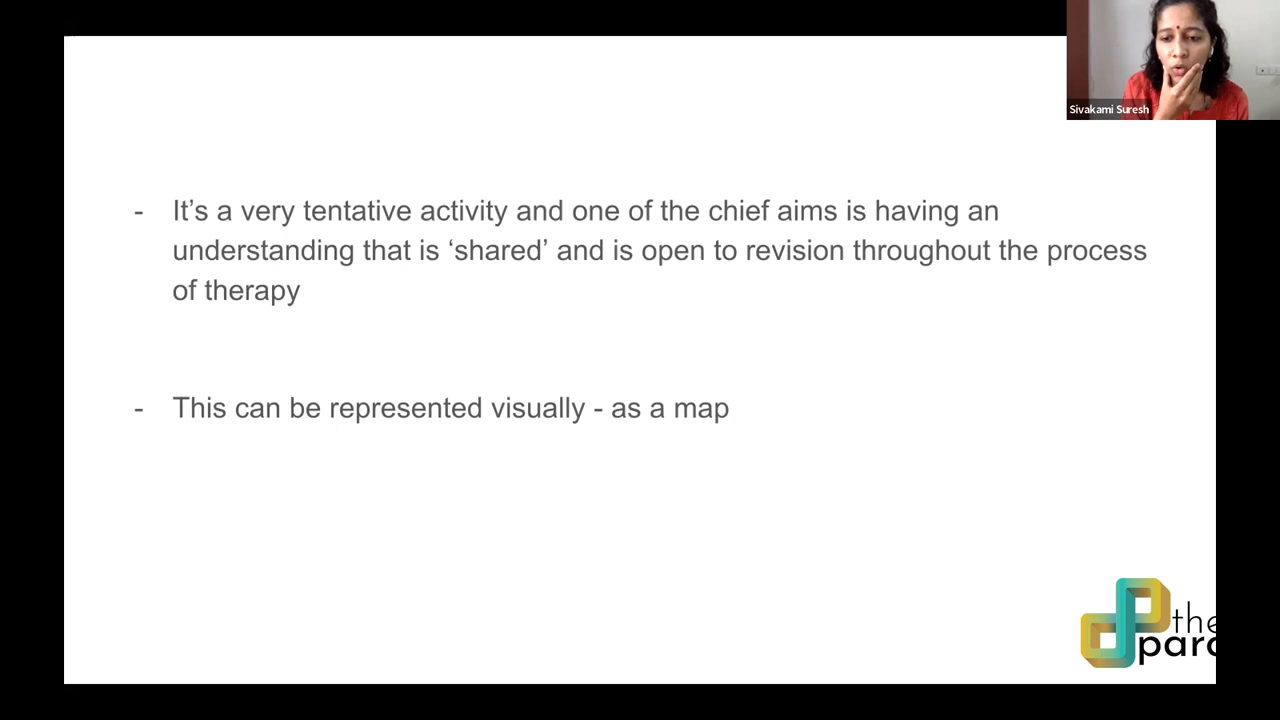 Sivakami Suresh
- It’s a very tentative activity and one of the chief aims is having an
understanding that is ‘shared’ and is open to revision throughout the process
of therapy
- This can be represented visually - as a map
the